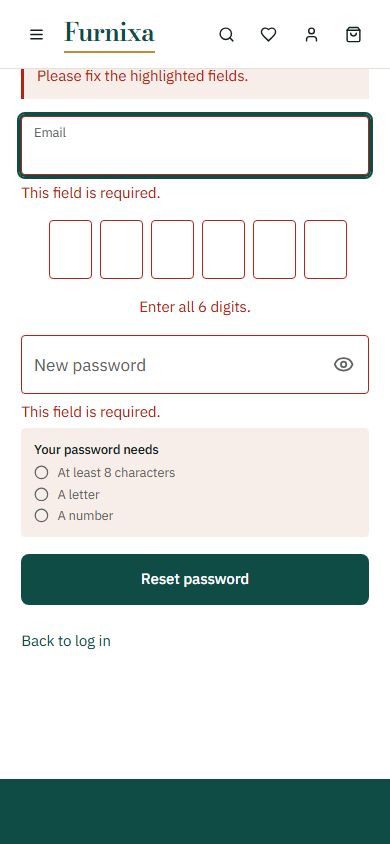 Furnixa
Please fix the highlighted fields.
Email
This field is required.
Enter all 6 digits.
New password
This field is required.
Your password needs
At least 8 characters
A letter
A number
Reset password
Back to log in